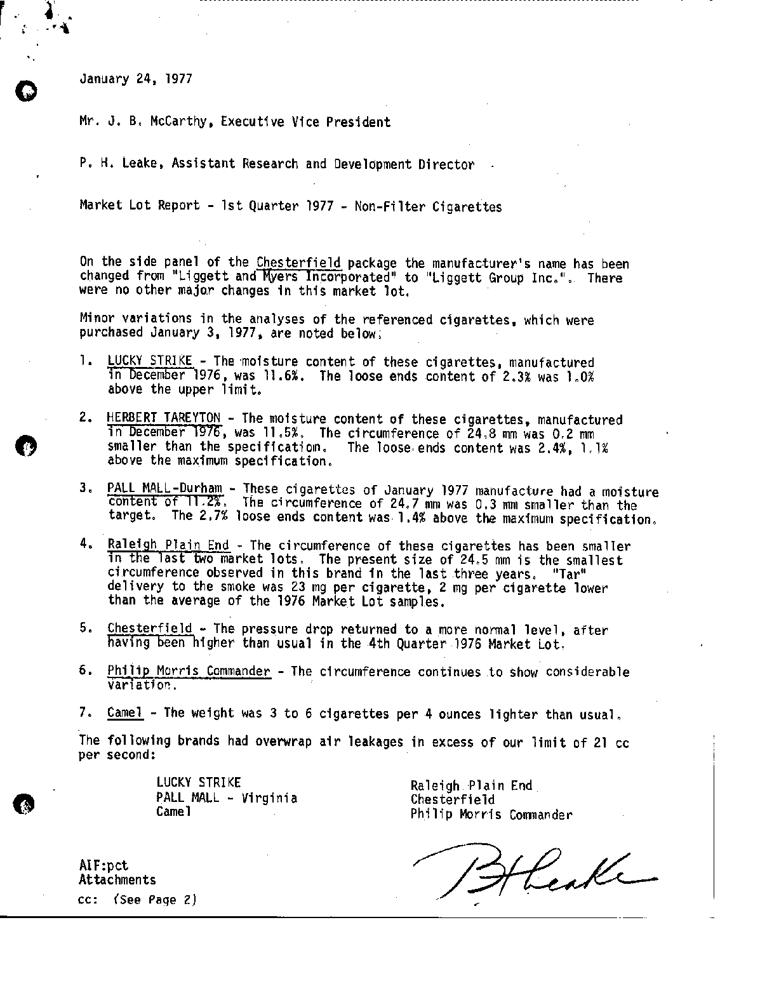 January 24, 1977
Mr. J. B. McCarthy, Executive Vice President
P. H. Leake, Assistant Research and Development Director
Market Lot Report - 1st Quarter 1977 - Non-Filter Cigarettes
On the side panel of the Chesterfield package the manufacturer's name has been
changed from "Liggett and Myers Incorporated" to "Liggett Group Inc.". There
were no other major changes in this market lot.
Minor variations in the analyses of the referenced cigarettes, which were
purchased January 3, 1977, are noted below:
1. LUCKY STRIKE - The moisture content of these cigarettes, manufactured
in December 1976, was 11.6%. The loose ends content of 2.3% was 1.0%
above the upper limit.
2. HERBERT TAREYTON - The moisture content of these cigarettes, manufactured
in December 1976, was 11.5%. The circumference of 24.8 mm was 0.2 mm
smaller than the specification. The loose ends content was 2.4%, 1.1%
above the maximum specification.
3. PALL MALL-Durham - These cigarettes of January 1977 manufacture had a moisture
content of 11.2%. The circumference of 24.7 mm was 0.3 mm smaller than the
target. The 2.7% loose ends content was 1.4% above the maximum specification.
4. Raleigh Plain End - The circumference of these cigarettes has been smaller
in the last two market lots. The present size of 24.5 mm is the smallest
circumference observed in this brand in the last three years. "Tar"
delivery to the smoke was 23 mg per cigarette, 2 mg per cigarette lower
than the average of the 1976 Market Lot samples.
5. Chesterfield - The pressure drop returned to a more normal level, after
having been higher than usual in the 4th Quarter 1976 Market Lot.
6. Philip Morris Commander - The circumference continues to show considerable
variation.
7. Camel - The weight was 3 to 6 cigarettes per 4 ounces lighter than usual.
The following brands had overwrap air leakages in excess of our limit of 21 cc
per second:
LUCKY STRIKE
PALL MALL - Virginia
Camel
Raleigh Plain End
Chesterfield
Philip Morris Commander
PHLeake
AIF:pct
Attachments
cc: (See Page 2)